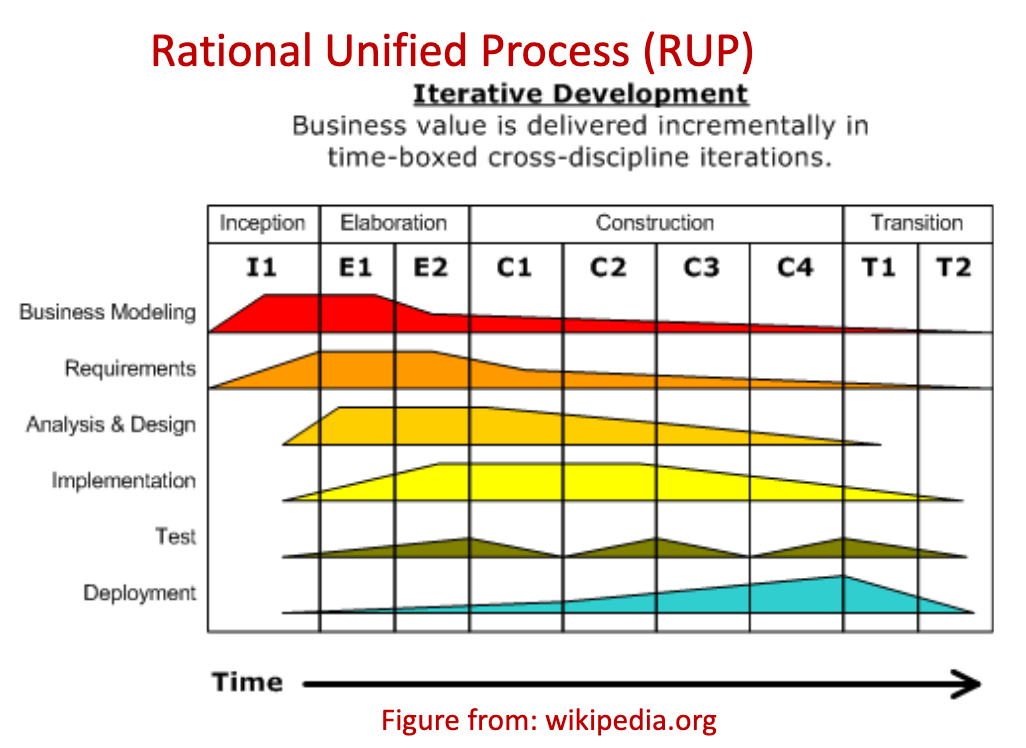 Rational Unified Process (RUP)
Iterative Development
Business value is delivered incrementally in
time-boxed cross-discipline iterations.
Inception Elaboration Construction Transition
I1 E1 E2 C1 C2 C3 C4 T1 T2
Business Modeling
Requirements
Analysis & Design
Implementation
Test
Deployment
Time
Figure from: wikipedia.org